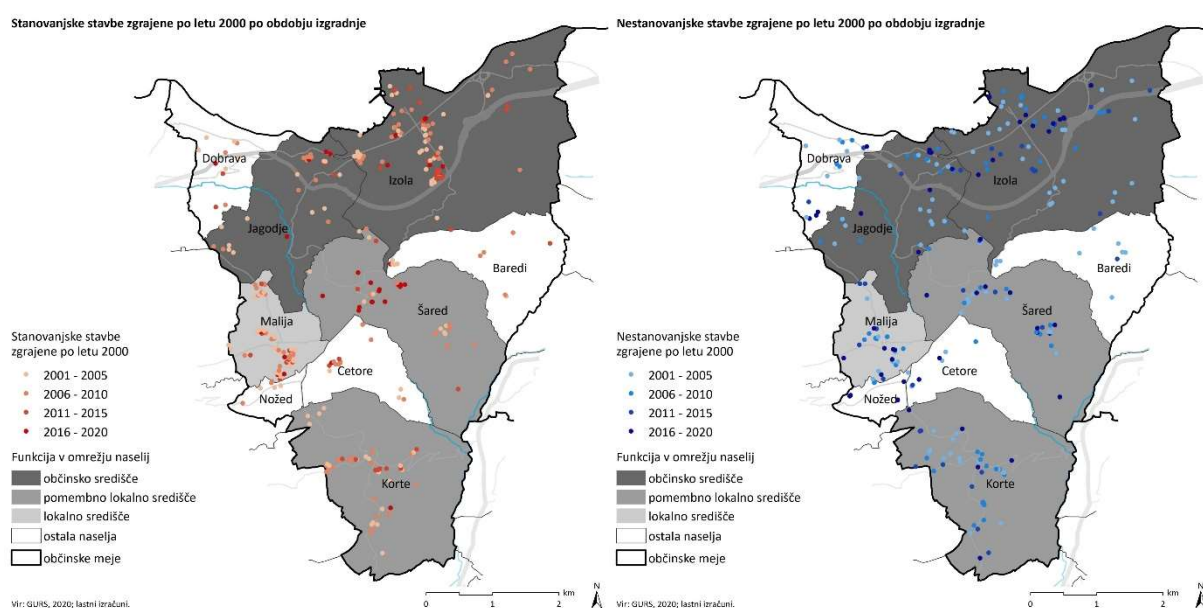 Stanovanjske stavbe zgrajene po letu 2000 po obdobju izgradnje
Dobrava
Izola
Jagodje
Baredi
Šared
Malija
Cetore
Nožed
Korte
Stanovanjske stavbe
zgrajene po letu 2000
2001 - 2005
2006 - 2010
2011 - 2015
2016 - 2020
Funkcija v omrežju naselij
občinsko središče
pomembno lokalno središče
lokalno središče
ostala naselja
občinske meje
Vir: GURS, 2020; lastni izračuni.
0 1 2 km
N
Nestanovanjske stavbe zgrajene po letu 2000 po obdobju izgradnje
Dobrava
Izola
Jagodje
Baredi
Šared
Malija
Cetore
Nožed
Korte
Nestanovanjske stavbe
zgrajene po letu 2000
2001 - 2005
2006 - 2010
2011 - 2015
2016 - 2020
Funkcija v omrežju naselij
občinsko središče
pomembno lokalno središče
lokalno središče
ostala naselja
občinske meje
Vir: GURS, 2020; lastni izračuni.
0 1 2 km
N